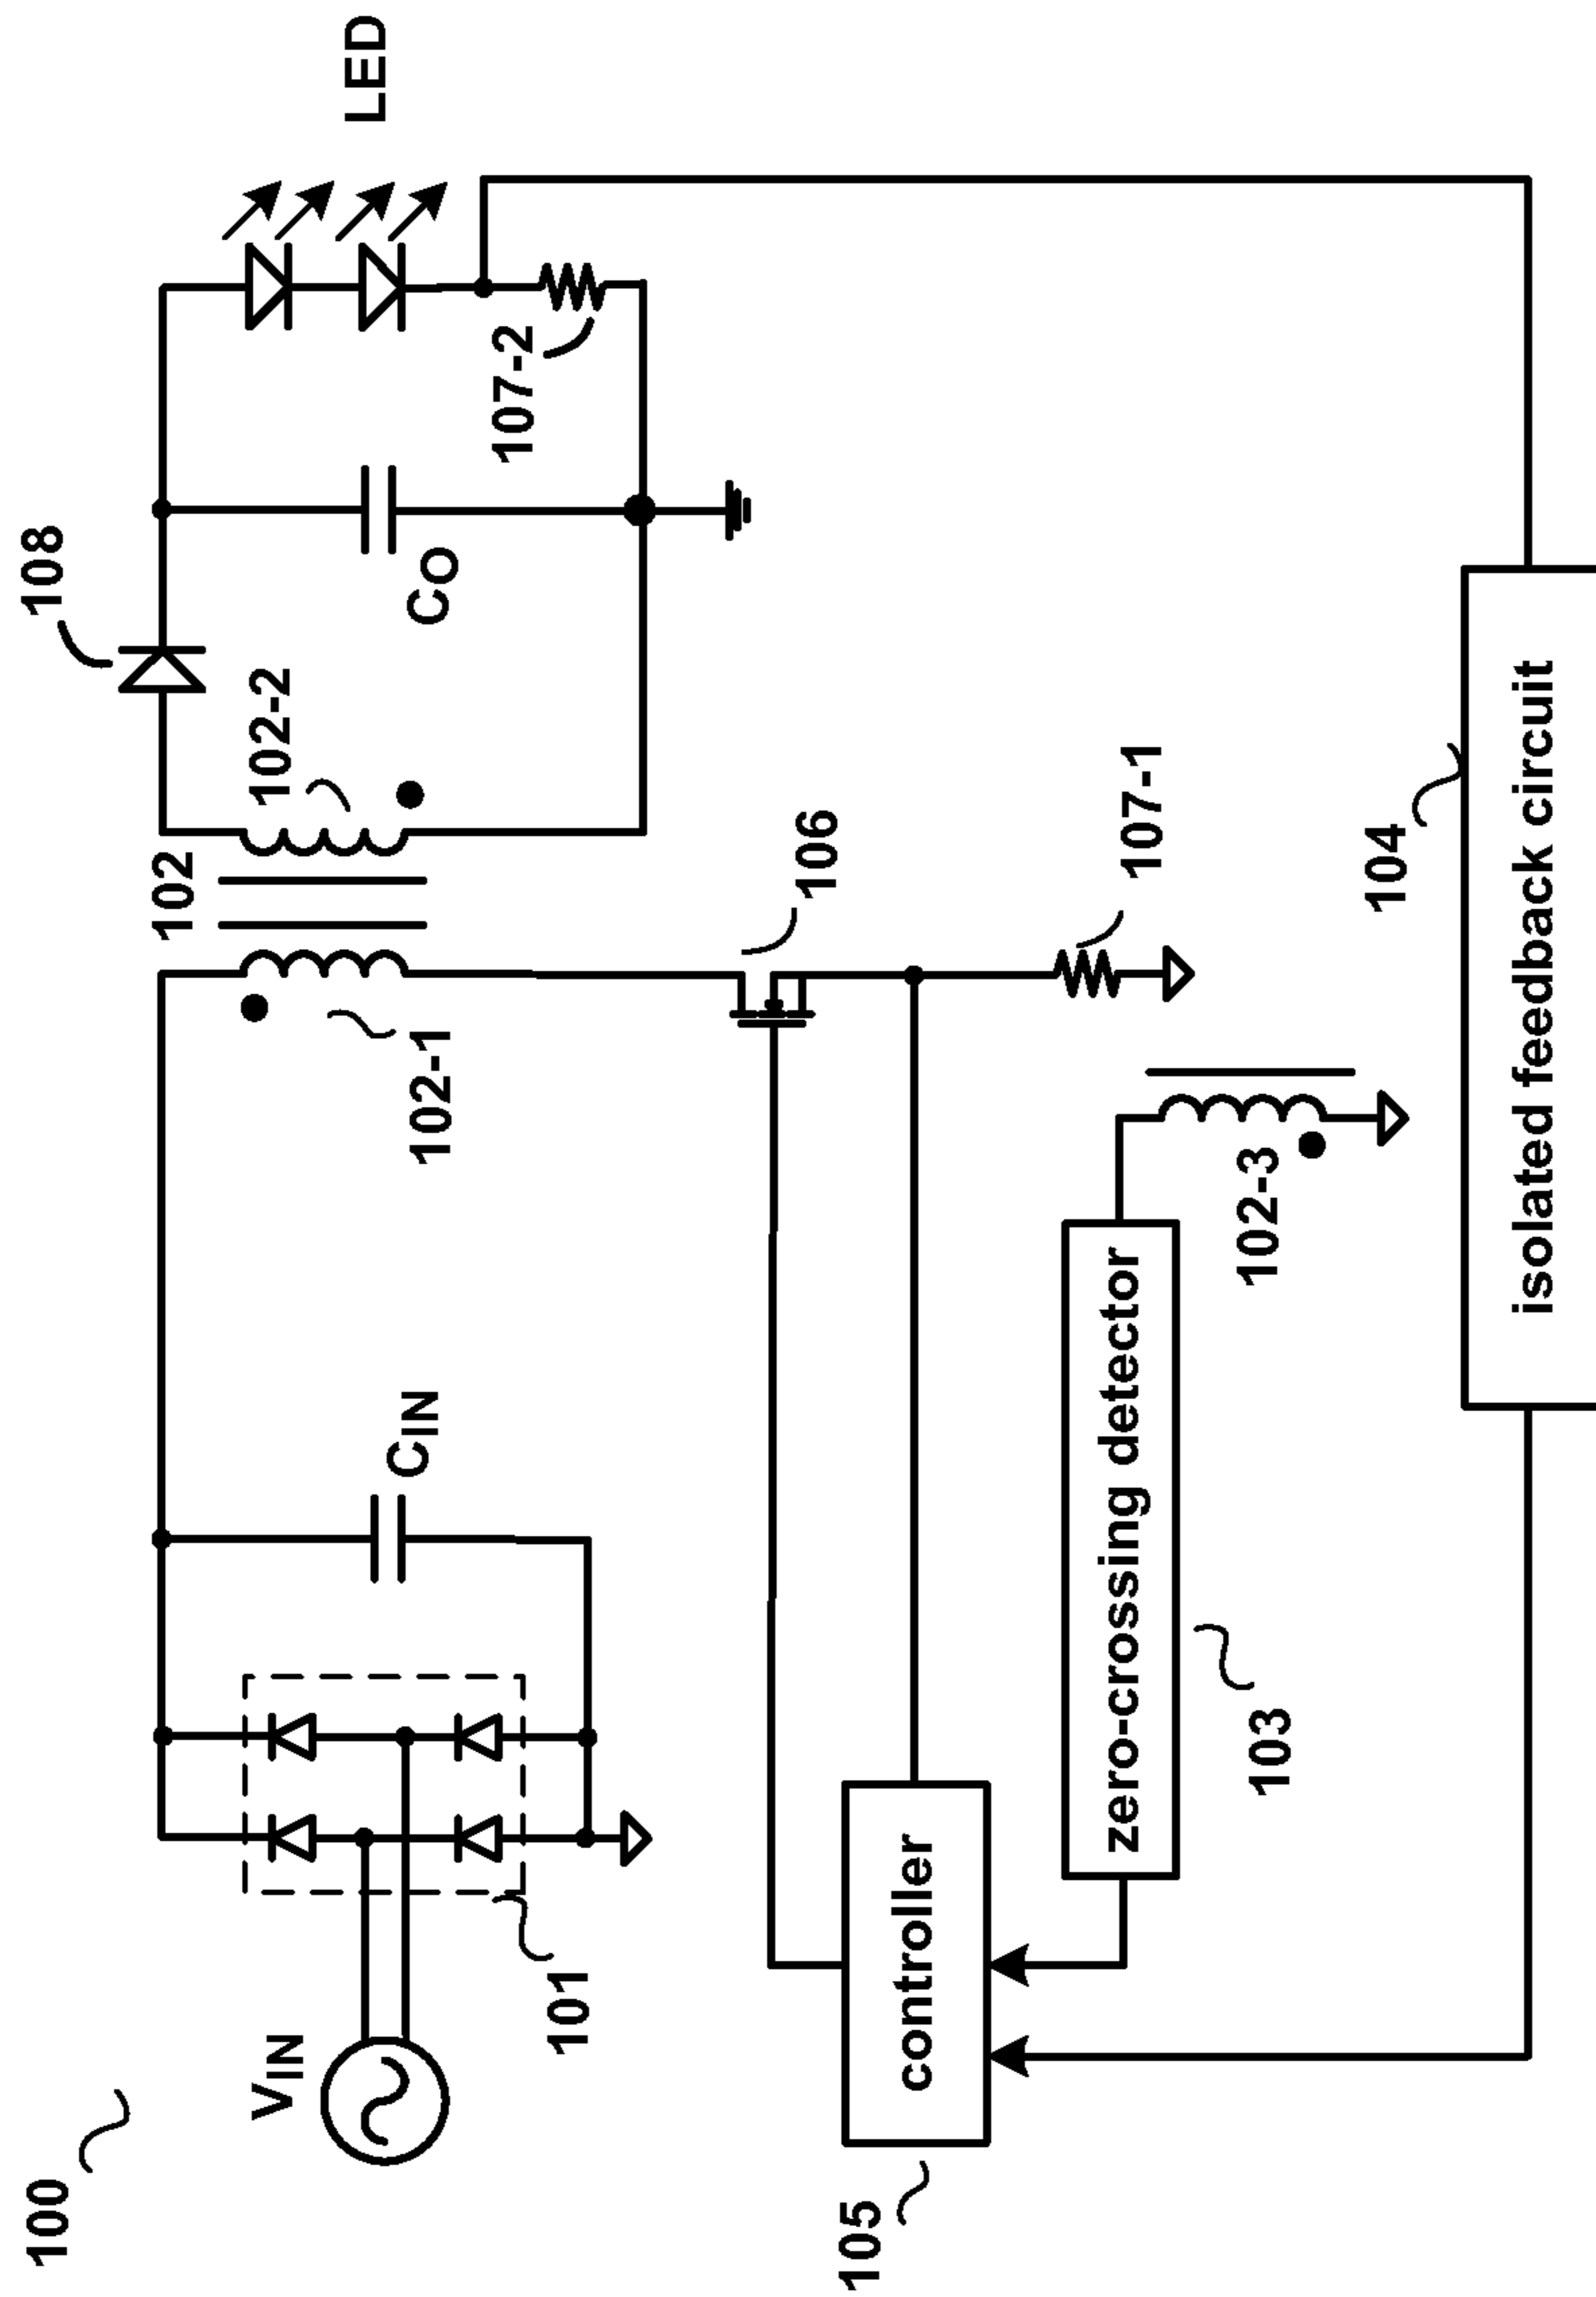 100
VIN
101
CIN
102
102-1
102-2
108
CO
LED
107-2
106
107-1
105
controller
zero-crossing detector
103
102-3
104
isolated feedback circuit